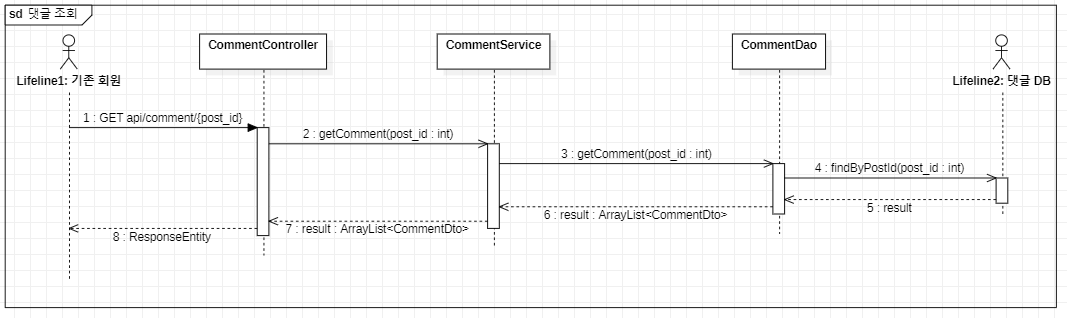 sd 댓글 조회
CommentController
CommentService
CommentDao
Lifeline1: 기존 회원
Lifeline2: 댓글 DB
1 : GET api/comment/{post_id}
2 : getComment(post_id : int)
3 : getComment(post_id : int)
4 : findByPostId(post_id : int)
5 : result
6 : result : ArrayList<CommentDto>
7 : result : ArrayList<CommentDto>
8 : ResponseEntity